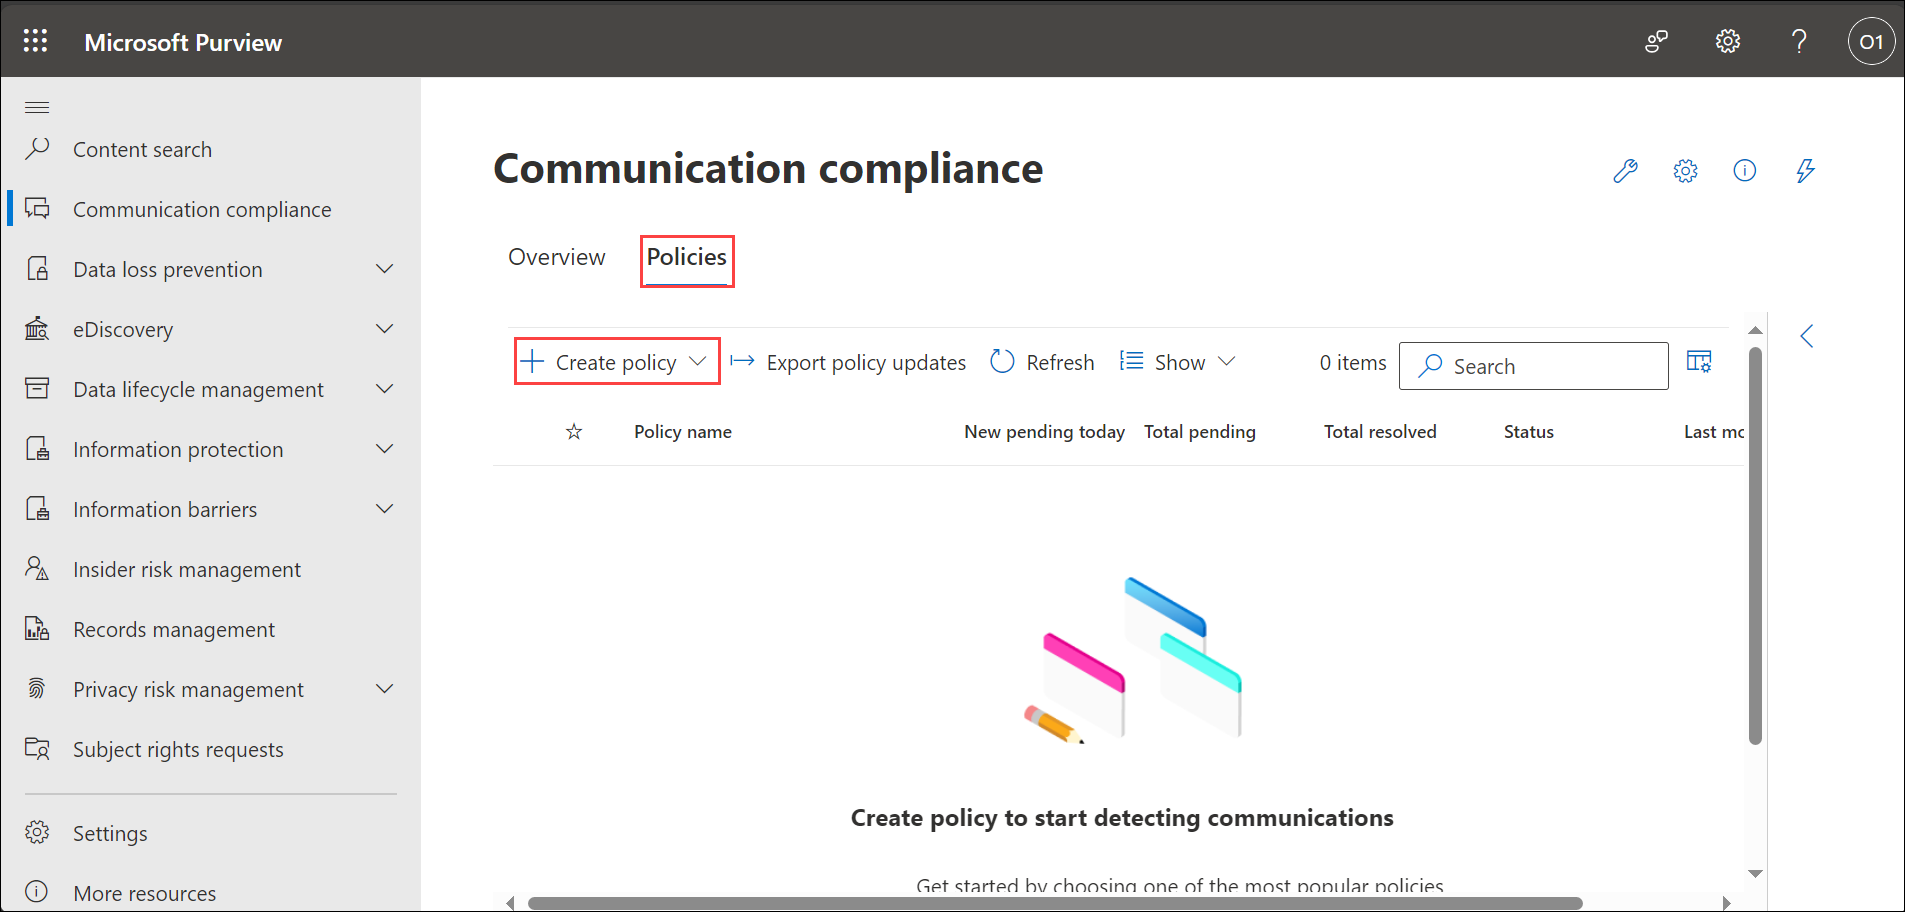 Microsoft Purview
O1
Content search
Communication compliance
Data loss prevention
eDiscovery
Data lifecycle management
Information protection
Information barriers
Insider risk management
Records management
Privacy risk management
Subject rights requests
Settings
More resources
Communication compliance
Overview Policies
Create policy Export policy updates Refresh Show 0 items Search
Policy name New pending today Total pending Total resolved Status Last mo
Create policy to start detecting communications
Get started by choosing one of the most popular policies